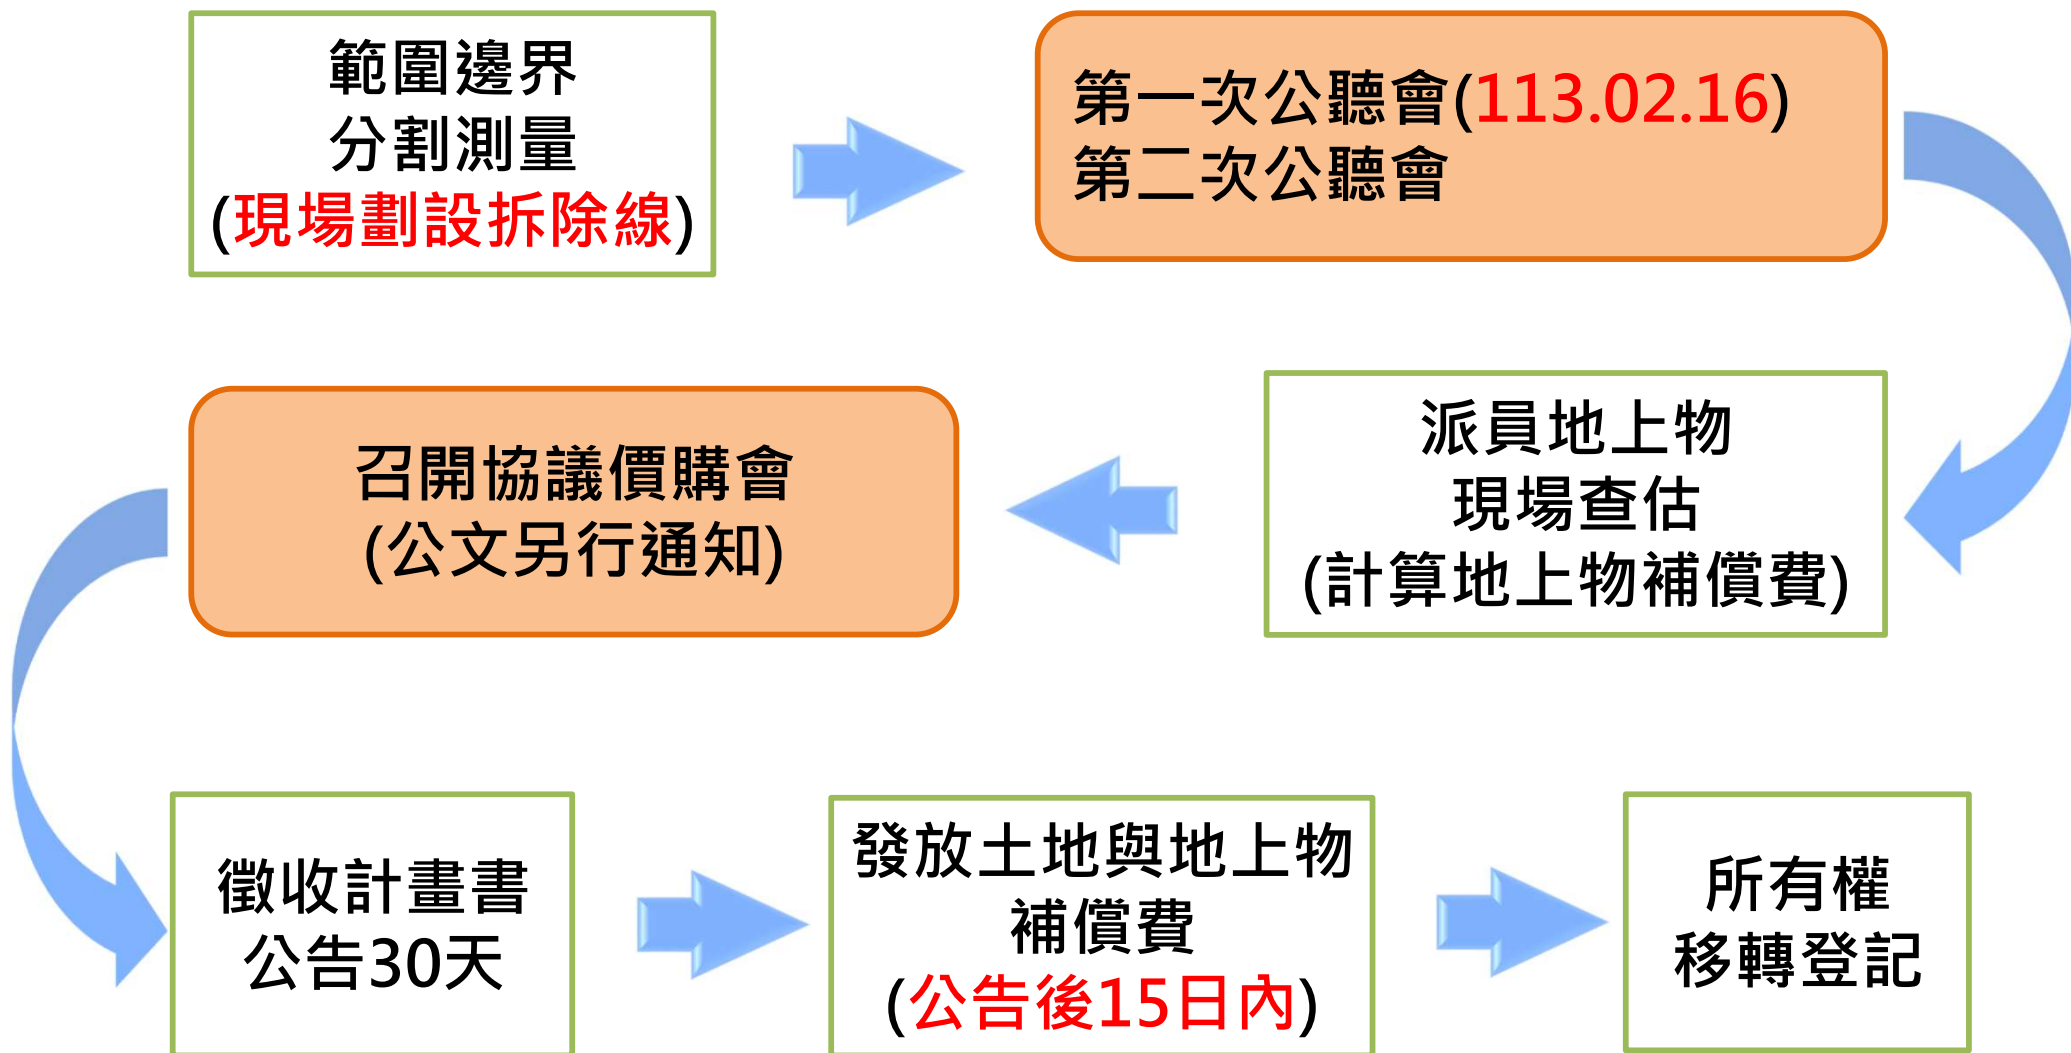 範圍邊界
分割測量
(現場劃設拆除線)
第一次公聽會(113.02.16)
第二次公聽會
派員地上物
現場查估
(計算地上物補償費)
召開協議價購會
(公文另行通知)
徵收計畫書
公告30天
發放土地與地上物
補償費
(公告後15日內)
所有權
移轉登記